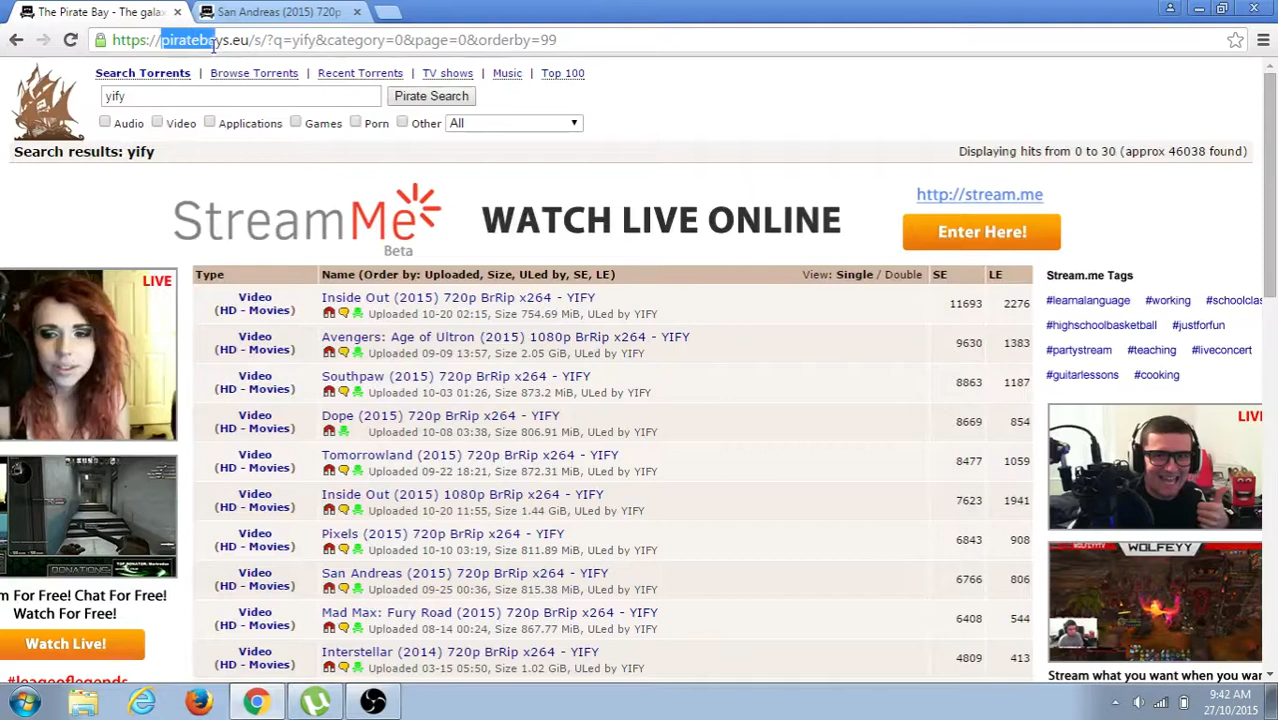 The Pirate Bay - The galax
San Andreas (2015) 720p
https://piratebays.eu/s/?q=yify&category=0&page=0&orderby=99
Search Torrents | Browse Torrents | Recent Torrents | TV shows | Music | Top 100
yify
Pirate Search
Audio Video Applications Games Porn Other All
Search results: yify
Displaying hits from 0 to 30 (approx 46038 found)
StreamMe
Beta
WATCH LIVE ONLINE
http://stream.me
Enter Here!
LIVE
Type
Name (Order by: Uploaded, Size, ULed by, SE, LE)
View: Single / Double
SE
LE
Video
(HD - Movies)
Inside Out (2015) 720p BrRip x264 - YIFY
Uploaded 10-20 02:15, Size 754.69 MiB, ULed by YIFY
11693
2276
Video
(HD - Movies)
Avengers: Age of Ultron (2015) 1080p BrRip x264 - YIFY
Uploaded 09-09 13:57, Size 2.05 GiB, ULed by YIFY
9630
1383
Video
(HD - Movies)
Southpaw (2015) 720p BrRip x264 - YIFY
Uploaded 10-03 01:26, Size 873.2 MiB, ULed by YIFY
8863
1187
Video
(HD - Movies)
Dope (2015) 720p BrRip x264 - YIFY
Uploaded 10-08 03:38, Size 806.91 MiB, ULed by YIFY
8669
854
Video
(HD - Movies)
Tomorrowland (2015) 720p BrRip x264 - YIFY
Uploaded 09-22 18:21, Size 872.31 MiB, ULed by YIFY
8477
1059
Video
(HD - Movies)
Inside Out (2015) 1080p BrRip x264 - YIFY
Uploaded 10-20 11:55, Size 1.44 GiB, ULed by YIFY
7623
1941
Video
(HD - Movies)
Pixels (2015) 720p BrRip x264 - YIFY
Uploaded 10-10 03:19, Size 811.89 MiB, ULed by YIFY
6843
908
Video
(HD - Movies)
San Andreas (2015) 720p BrRip x264 - YIFY
Uploaded 09-25 00:36, Size 815.38 MiB, ULed by YIFY
6766
806
Video
(HD - Movies)
Mad Max: Fury Road (2015) 720p BrRip x264 - YIFY
Uploaded 08-14 00:24, Size 867.77 MiB, ULed by YIFY
6408
544
Video
(HD - Movies)
Interstellar (2014) 720p BrRip x264 - YIFY
Uploaded 03-15 05:50, Size 1.02 GiB, ULed by YIFY
4809
413
Stream.me Tags
#learnalanguage #working #schoolclas
#highschoolbasketball #justforfun
#partystream #teaching #liveconcert
#guitarlessons #cooking
LIV
WOLFEYYY
WOLFEY
Stream what you want when you wan
DONATIONS
m For Free! Chat For Free!
Watch For Free!
Watch Live!
#leagueoflegends
9:42 AM
27/10/2015